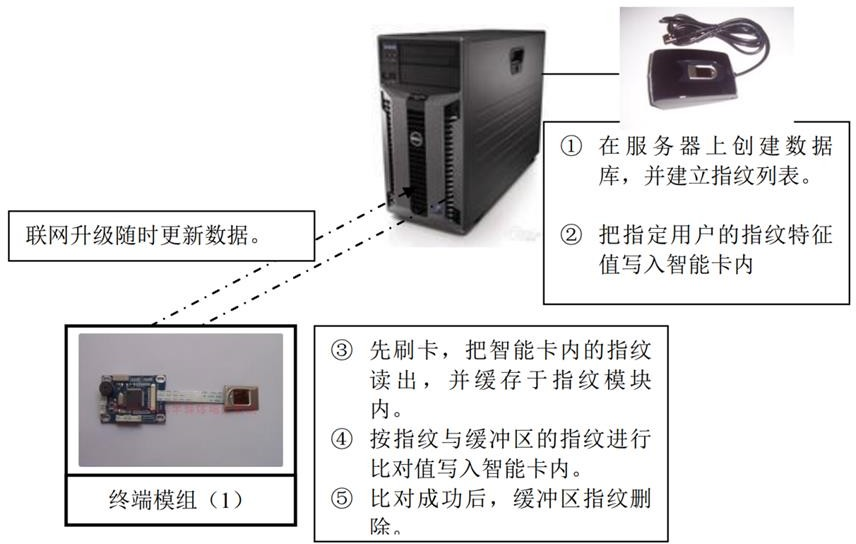 ① 在服务器上创建数据
库，并建立指纹列表。
② 把指定用户的指纹特征
值写入智能卡内
联网升级随时更新数据。
③ 先刷卡，把智能卡内的指纹
读出，并缓存于指纹模块
内。
④ 按指纹与缓冲区的指纹进行
比对值写入智能卡内。
⑤ 比对成功后，缓冲区指纹删
除。
终端模组（1）